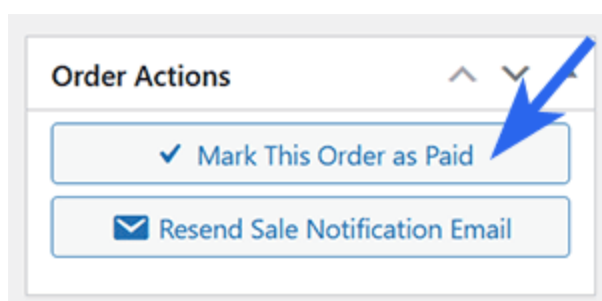 Order Actions
Mark This Order as Paid
Resend Sale Notification Email